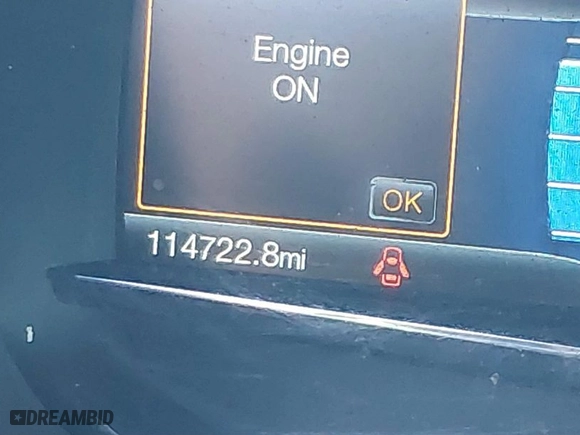 Engine
ON
OK
114722.8mi
DREAMBID